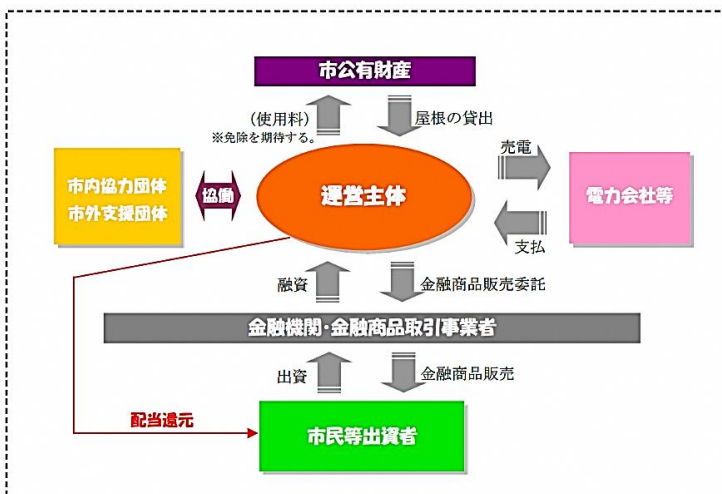 市公有財産
(使用料)
※免除を期待する。
屋根の貸出
売電
市内協力団体
市外支援団体
協働
運営主体
電力会社等
支払
融資
金融商品販売委託
金融機関・金融商品取引事業者
出資
金融商品販売
配当還元
市民等出資者